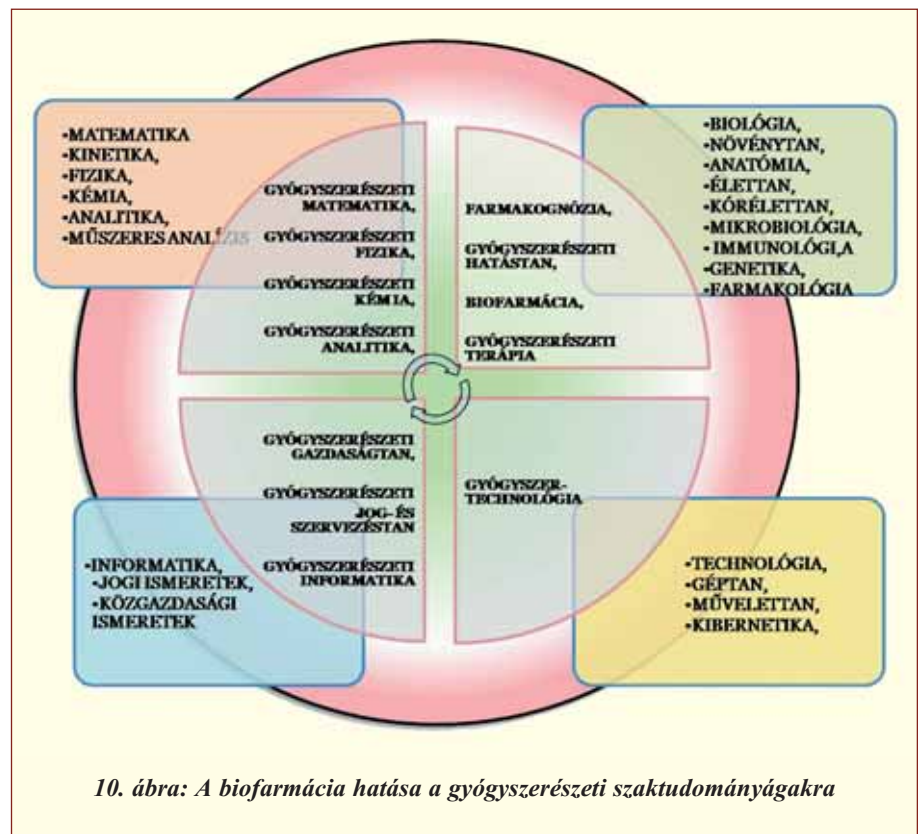 •MATEMATIKA
•KINETIKA,
•FIZIKA,
•KÉMIA,
•ANALITIKA,
•MŰSZERES ANALÍZIS
•BIOLÓGIA,
•NÖVÉNYTAN,
•ANATÓMIA,
•ÉLETTAN,
•KÓRÉLETTAN,
•MIKROBIOLÓGIA,
•IMMUNOLÓGI,A
•GENETIKA,
•FARMAKOLÓGIA
GYÓGYSZERÉSZETI
MATEMATIKA,
GYÓGYSZERÉSZETI
FIZIKA,
GYÓGYSZERÉSZETI
KÉMIA,
GYÓGYSZERÉSZETI
ANALITIKA,
FARMAKOGNÓZIA,
GYÓGYSZERÉSZETI
HATÁSTAN,
BIOFARMÁCIA,
GYÓGYSZERÉSZETI
TERÁPIA
GYÓGYSZERÉSZETI
GAZDASÁGTAN,
GYÓGYSZERÉSZETI
JOG- ÉS
SZERVEZÉSTAN
GYÓGYSZERÉSZETI
INFORMATIKA
GYÓGYSZER-
TECHNOLÓGIA
•INFORMATIKA,
•JOGI ISMERETEK,
•KÖZGAZDASÁGI
ISMERETEK
•TECHNOLÓGIA,
•GÉPTAN,
•MŰVELETTAN,
•KIBERNETIKA,
10. ábra: A biofarmácia hatása a gyógyszerészeti szaktudományágakra